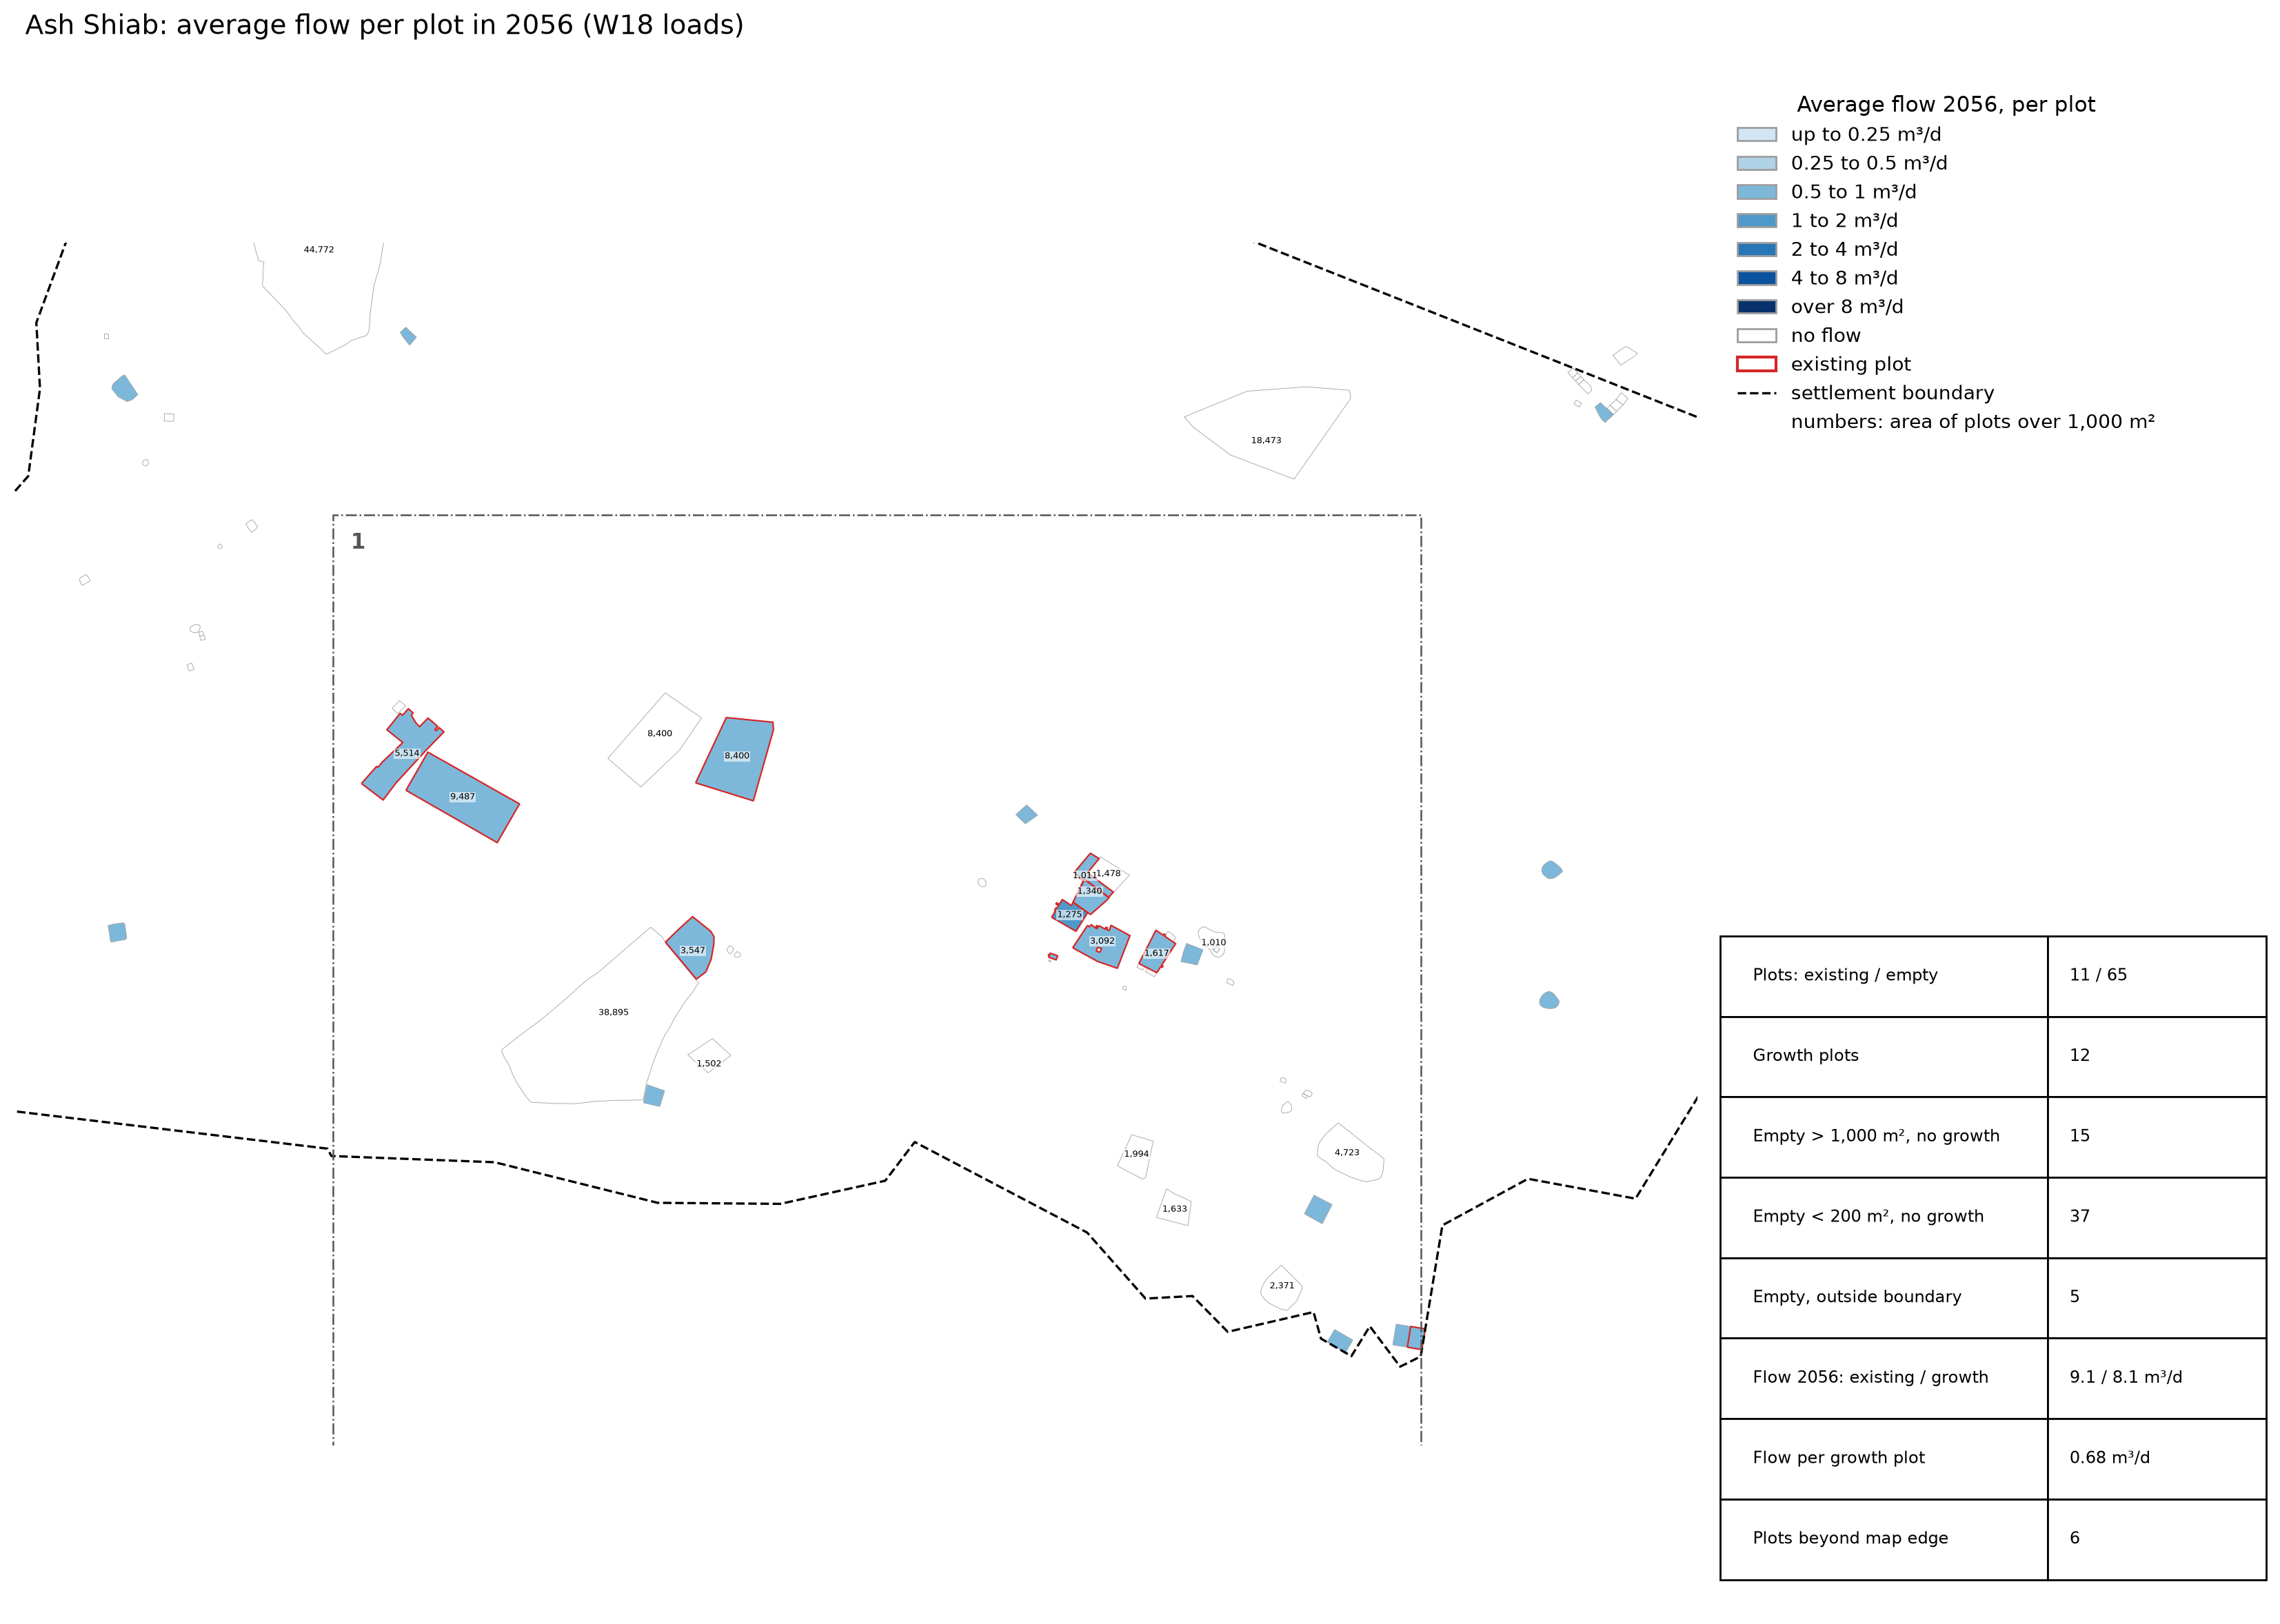 Ash Shiab: average flow per plot in 2056 (W18 loads)
Average flow 2056, per plot
up to 0.25 m³/d
0.25 to 0.5 m³/d
0.5 to 1 m³/d
1 to 2 m³/d
2 to 4 m³/d
4 to 8 m³/d
over 8 m³/d
no flow
existing plot
settlement boundary
numbers: area of plots over 1,000 m²
44,772
18,473
1
8,400
5,514
8,400
9,487
1,011
1,478
1,340
1,275
3,092
1,010
3,547
1,617
38,895
1,502
1,994
4,723
1,633
2,371
Plots: existing / empty 11 / 65
Growth plots 12
Empty > 1,000 m², no growth 15
Empty < 200 m², no growth 37
Empty, outside boundary 5
Flow 2056: existing / growth 9.1 / 8.1 m³/d
Flow per growth plot 0.68 m³/d
Plots beyond map edge 6